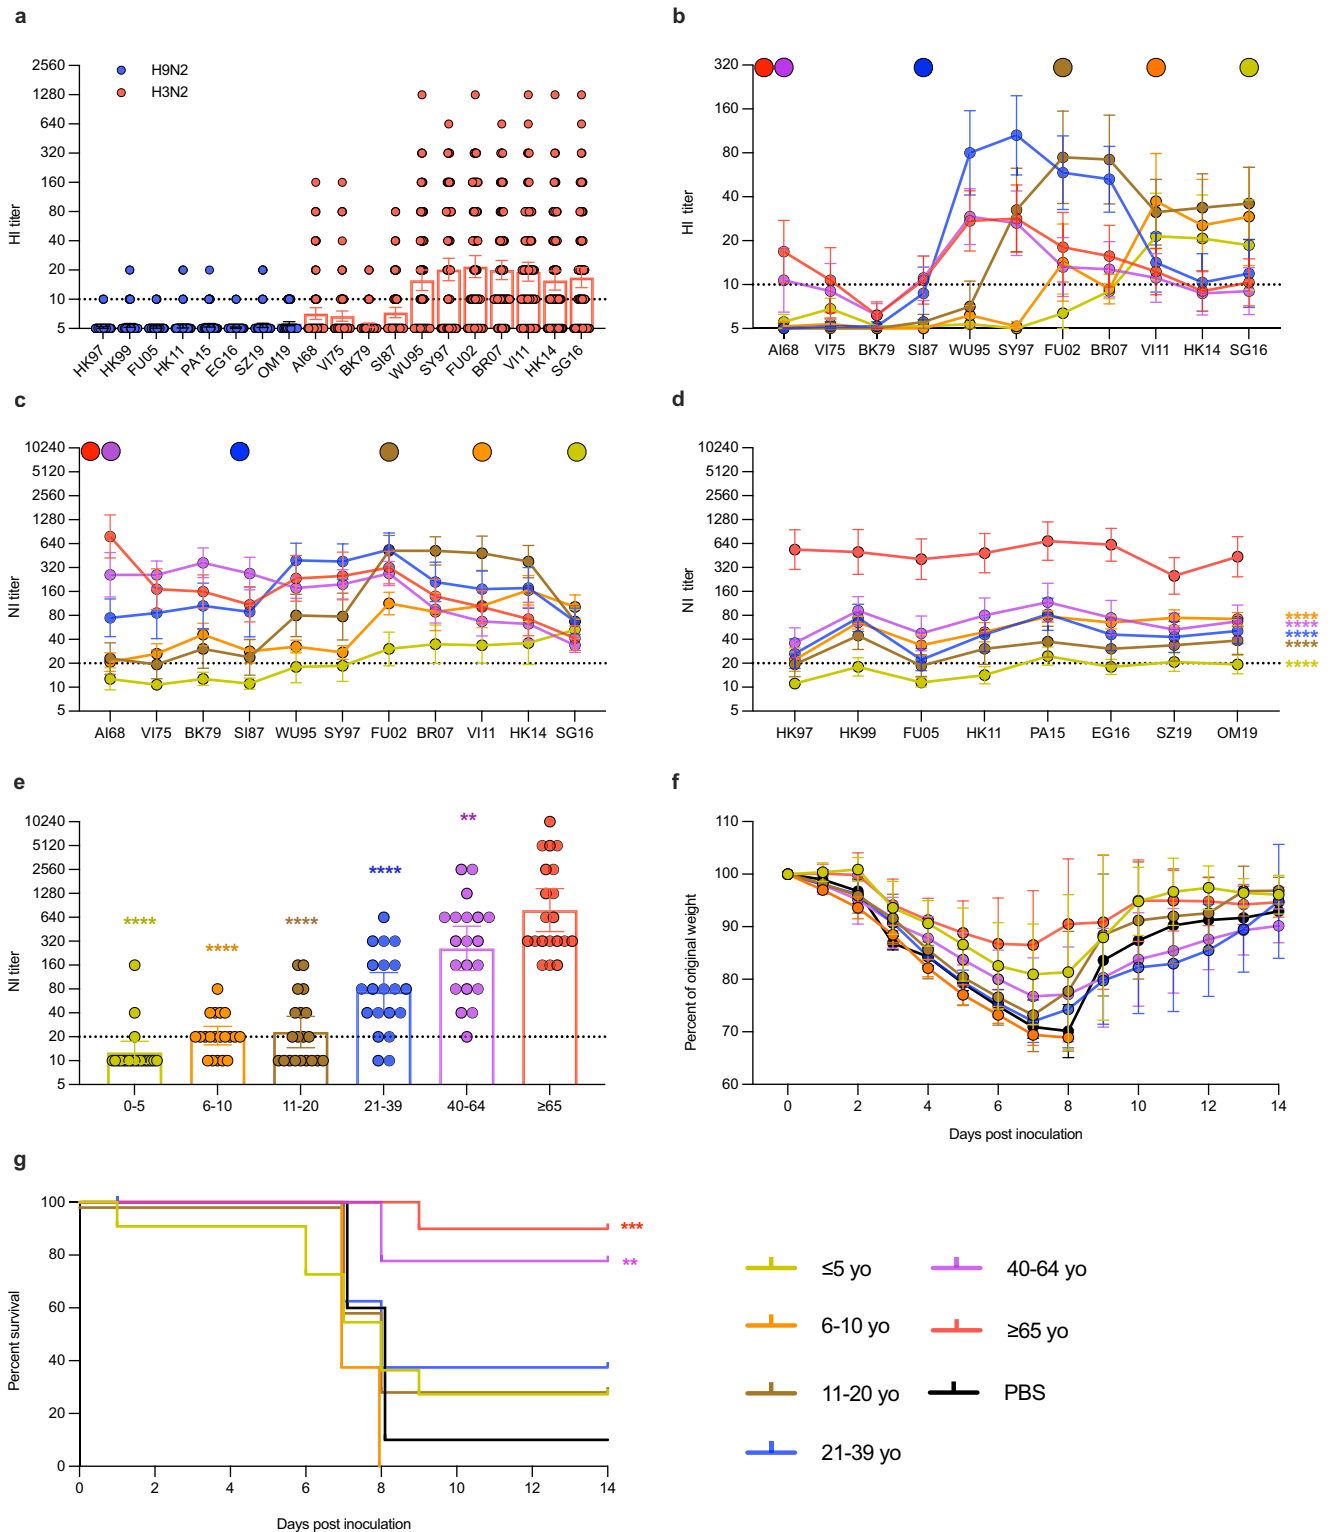 a
HI titer
2560
1280
640
320
160
80
40
20
10
5
H9N2
H3N2
HK97 HK99 FU05 HK11 PA15 EG16 SZ19 OM19 AI68 VI75 BK79 SI87 WU95 SY97 FU02 BR07 VI11 HK14 SG16
b
HI titer
320
160
80
40
20
10
5
AI68 VI75 BK79 SI87 WU95 SY97 FU02 BR07 VI11 HK14 SG16
c
NI titer
10240
5120
2560
1280
640
320
160
80
40
20
10
5
AI68 VI75 BK79 SI87 WU95 SY97 FU02 BR07 VI11 HK14 SG16
d
NI titer
10240
5120
2560
1280
640
320
160
80
40
20
10
5
****
****
****
****
****
HK97 HK99 FU05 HK11 PA15 EG16 SZ19 OM19
e
NI titer
10240
5120
2560
1280
640
320
160
80
40
20
10
5
**** **** **** **** **
0-5 6-10 11-20 21-39 40-64 ≥65
f
Percent of original weight
110
100
90
80
70
60
0 2 4 6 8 10 12 14
Days post inoculation
g
Percent survival
100
80
60
40
20
0
***
**
0 2 4 6 8 10 12 14
Days post inoculation
≤5 yo
6-10 yo
11-20 yo
21-39 yo
40-64 yo
≥65 yo
PBS